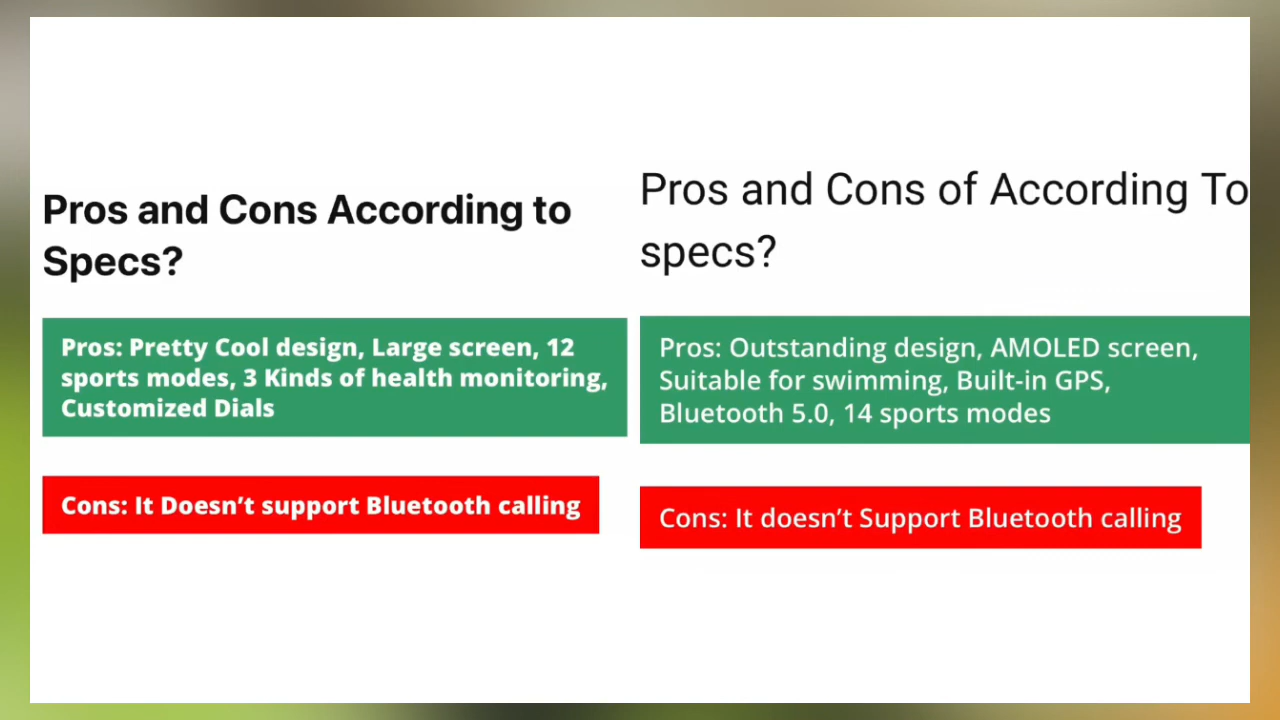 Pros and Cons According to
Specs?
Pros: Pretty Cool design, Large screen, 12
sports modes, 3 Kinds of health monitoring,
Customized Dials
Cons: It Doesn’t support Bluetooth calling
Pros and Cons of According To
specs?
Pros: Outstanding design, AMOLED screen,
Suitable for swimming, Built-in GPS,
Bluetooth 5.0, 14 sports modes
Cons: It doesn’t Support Bluetooth calling